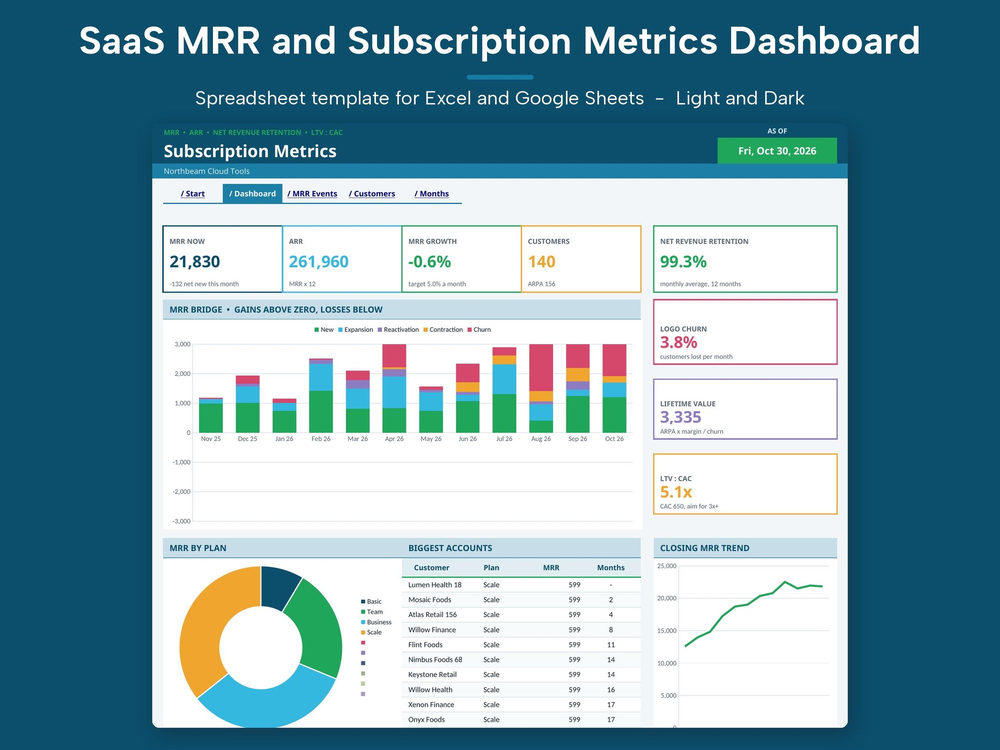 SaaS MRR and Subscription Metrics Dashboard
Spreadsheet template for Excel and Google Sheets - Light and Dark
MRR • ARR • NET REVENUE RETENTION • LTV : CAC
AS OF
Subscription Metrics
Fri, Oct 30, 2026
Northbeam Cloud Tools
/ Start / Dashboard / MRR Events / Customers / Months
MRR NOW
21,830
-132 net new this month
ARR
261,960
MRR x 12
MRR GROWTH
-0.6%
target 5.0% a month
CUSTOMERS
140
ARPA 156
NET REVENUE RETENTION
99.3%
monthly average, 12 months
MRR BRIDGE • GAINS ABOVE ZERO, LOSSES BELOW
New Expansion Reactivation Contraction Churn
3,000
2,000
1,000
0
Nov 25 Dec 25 Jan 26 Feb 26 Mar 26 Apr 26 May 26 Jun 26 Jul 26 Aug 26 Sep 26 Oct 26
-1,000
-2,000
-3,000
LOGO CHURN
3.8%
customers lost per month
LIFETIME VALUE
3,335
ARPA x margin / churn
LTV : CAC
5.1x
CAC 650, aim for 3x+
MRR BY PLAN
Basic
Team
Business
Scale
BIGGEST ACCOUNTS
Customer Plan MRR Months
Lumen Health 18 Scale 599 -
Mosaic Foods Scale 599 2
Atlas Retail 156 Scale 599 4
Willow Finance Scale 599 8
Flint Foods Scale 599 11
Nimbus Foods 68 Scale 599 14
Keystone Retail Scale 599 14
Willow Health Scale 599 16
Xenon Finance Scale 599 17
Onyx Foods Scale 599 17
CLOSING MRR TREND
25,000
20,000
15,000
10,000
5,000